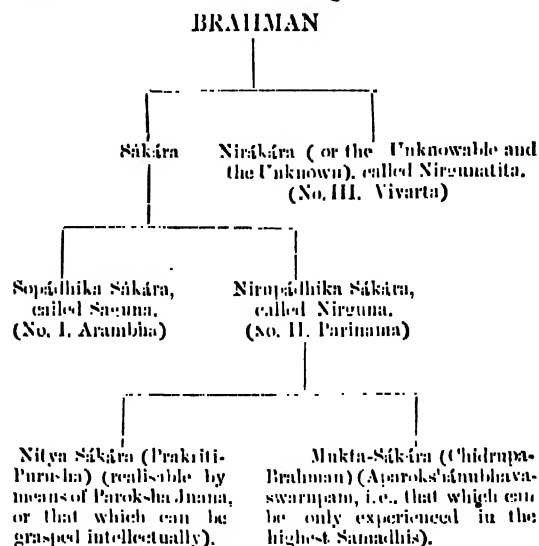 BRAHMAN
Sákára
Nirákára ( or the Unknowable and
the Unknown), called Nirgunatita.
(No. III. Vivarta)
Sopádhika Sákára,
called Saguna.
(No. I. Arambha)
Nirupádhika Sákára,
called Nirguna.
(No. II. Parinama)
Nitya Sákára (Prakriti-
Purusha) (realisable by
means of Paroksha Jnana,
or that which can be
grasped intellectually).
Mukta-Sákára (Chidrupa-
Brahman) (Aparoks'hánubhava-
swarupam, i.e., that which can
be only experienced in the
highest Samadhis).